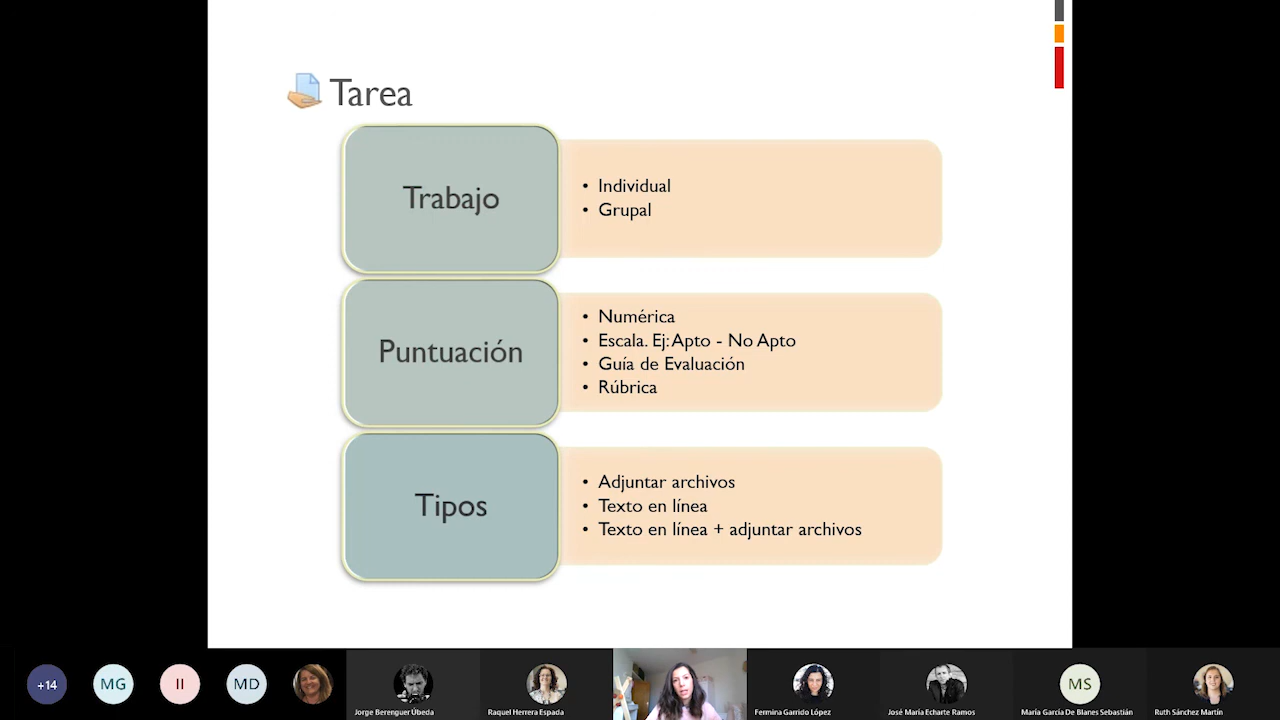 Tarea
Trabajo
• Individual
• Grupal
Puntuación
• Numérica
• Escala. Ej: Apto - No Apto
• Guía de Evaluación
• Rúbrica
Tipos
• Adjuntar archivos
• Texto en línea
• Texto en línea + adjuntar archivos
+14
MG
II
MD
Jorge Berenguer Úbeda
Raquel Herrera Espada
Fermina Garrido López
José María Echarte Ramos
MS
María García De Blanes Sebastián
Ruth Sánchez Martín